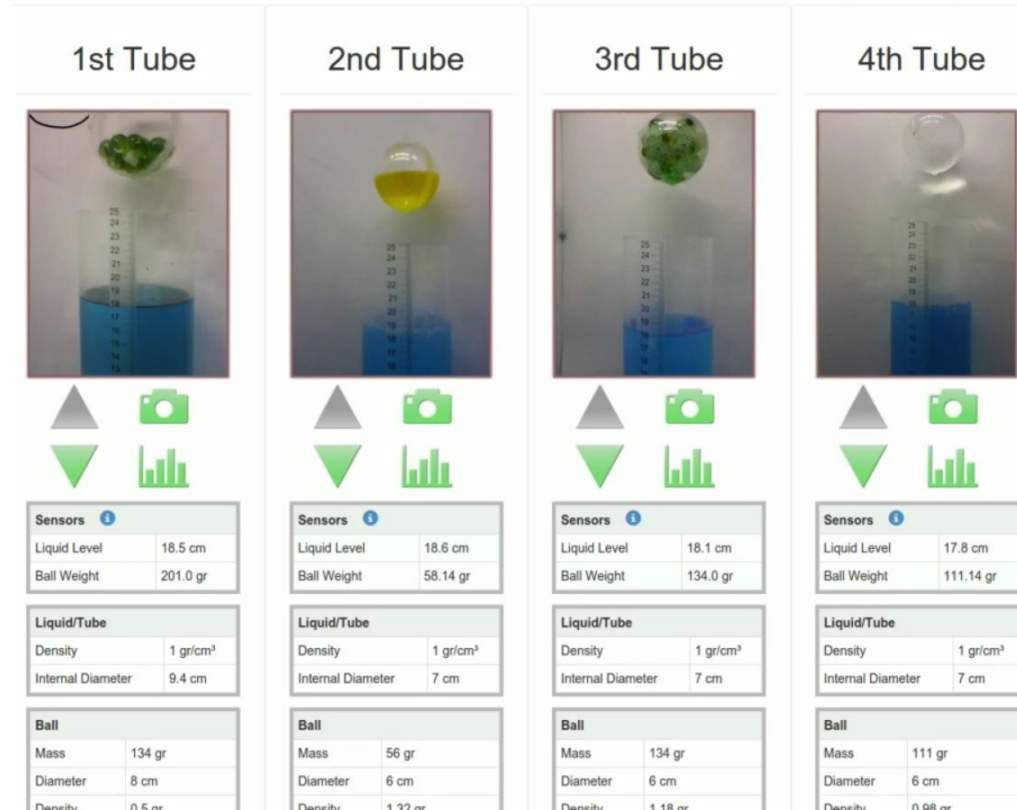 1st Tube
2nd Tube
3rd Tube
4th Tube
Sensors
Liquid Level 18.5 cm
Ball Weight 201.0 gr
Liquid/Tube
Density 1 gr/cm³
Internal Diameter 9.4 cm
Ball
Mass 134 gr
Diameter 8 cm
Density 0.5 gr
Sensors
Liquid Level 18.6 cm
Ball Weight 58.14 gr
Liquid/Tube
Density 1 gr/cm³
Internal Diameter 7 cm
Ball
Mass 56 gr
Diameter 6 cm
Density 1.32 gr
Sensors
Liquid Level 18.1 cm
Ball Weight 134.0 gr
Liquid/Tube
Density 1 gr/cm³
Internal Diameter 7 cm
Ball
Mass 134 gr
Diameter 6 cm
Density 1.18 gr
Sensors
Liquid Level 17.8 cm
Ball Weight 111.14 gr
Liquid/Tube
Density 1 gr/cm³
Internal Diameter 7 cm
Ball
Mass 111 gr
Diameter 6 cm
Density 0.98 gr